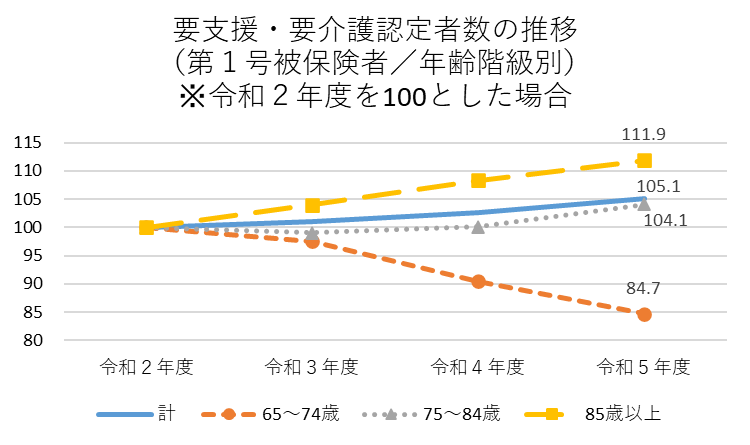 要支援・要介護認定者数の推移
（第１号被保険者／年齢階級別）
※令和２年度を100とした場合
115
110
105
100
95
90
85
80
111.9
105.1
104.1
84.7
令和２年度 令和３年度 令和４年度 令和５年度
計 65～74歳 75～84歳 85歳以上